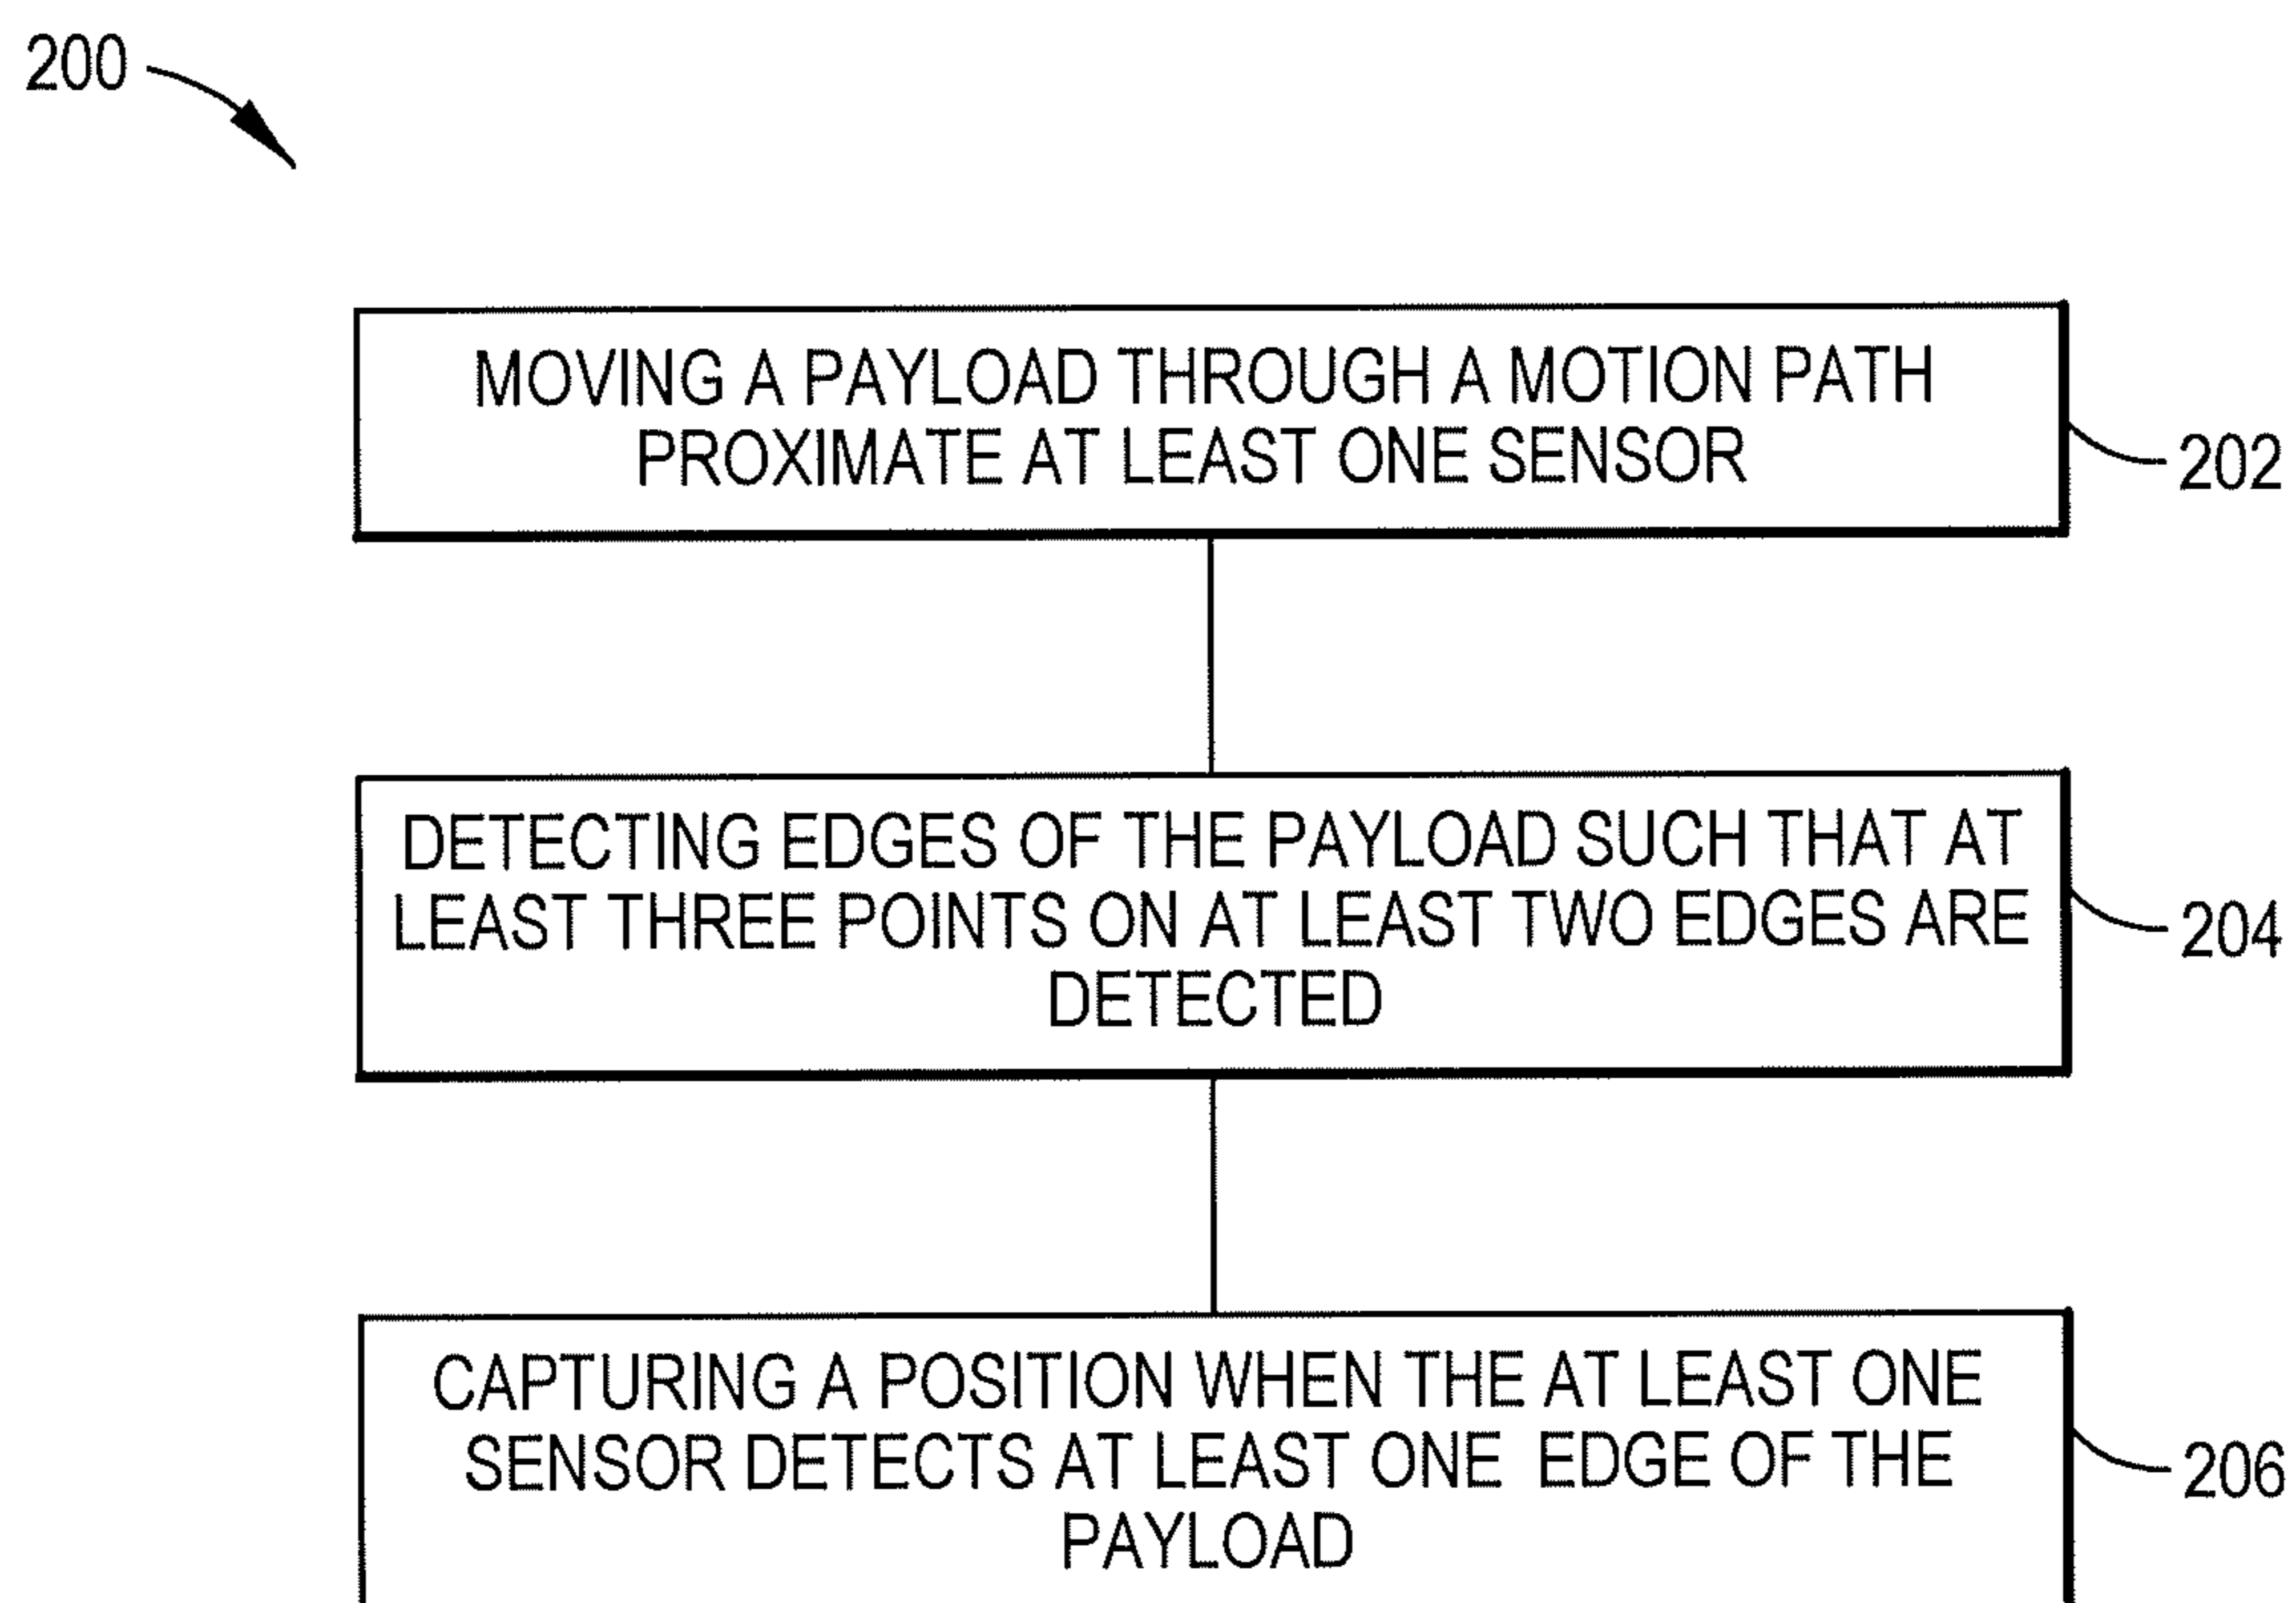 200
MOVING A PAYLOAD THROUGH A MOTION PATH
PROXIMATE AT LEAST ONE SENSOR
202
DETECTING EDGES OF THE PAYLOAD SUCH THAT AT
LEAST THREE POINTS ON AT LEAST TWO EDGES ARE
DETECTED
204
CAPTURING A POSITION WHEN THE AT LEAST ONE
SENSOR DETECTS AT LEAST ONE EDGE OF THE
PAYLOAD
206